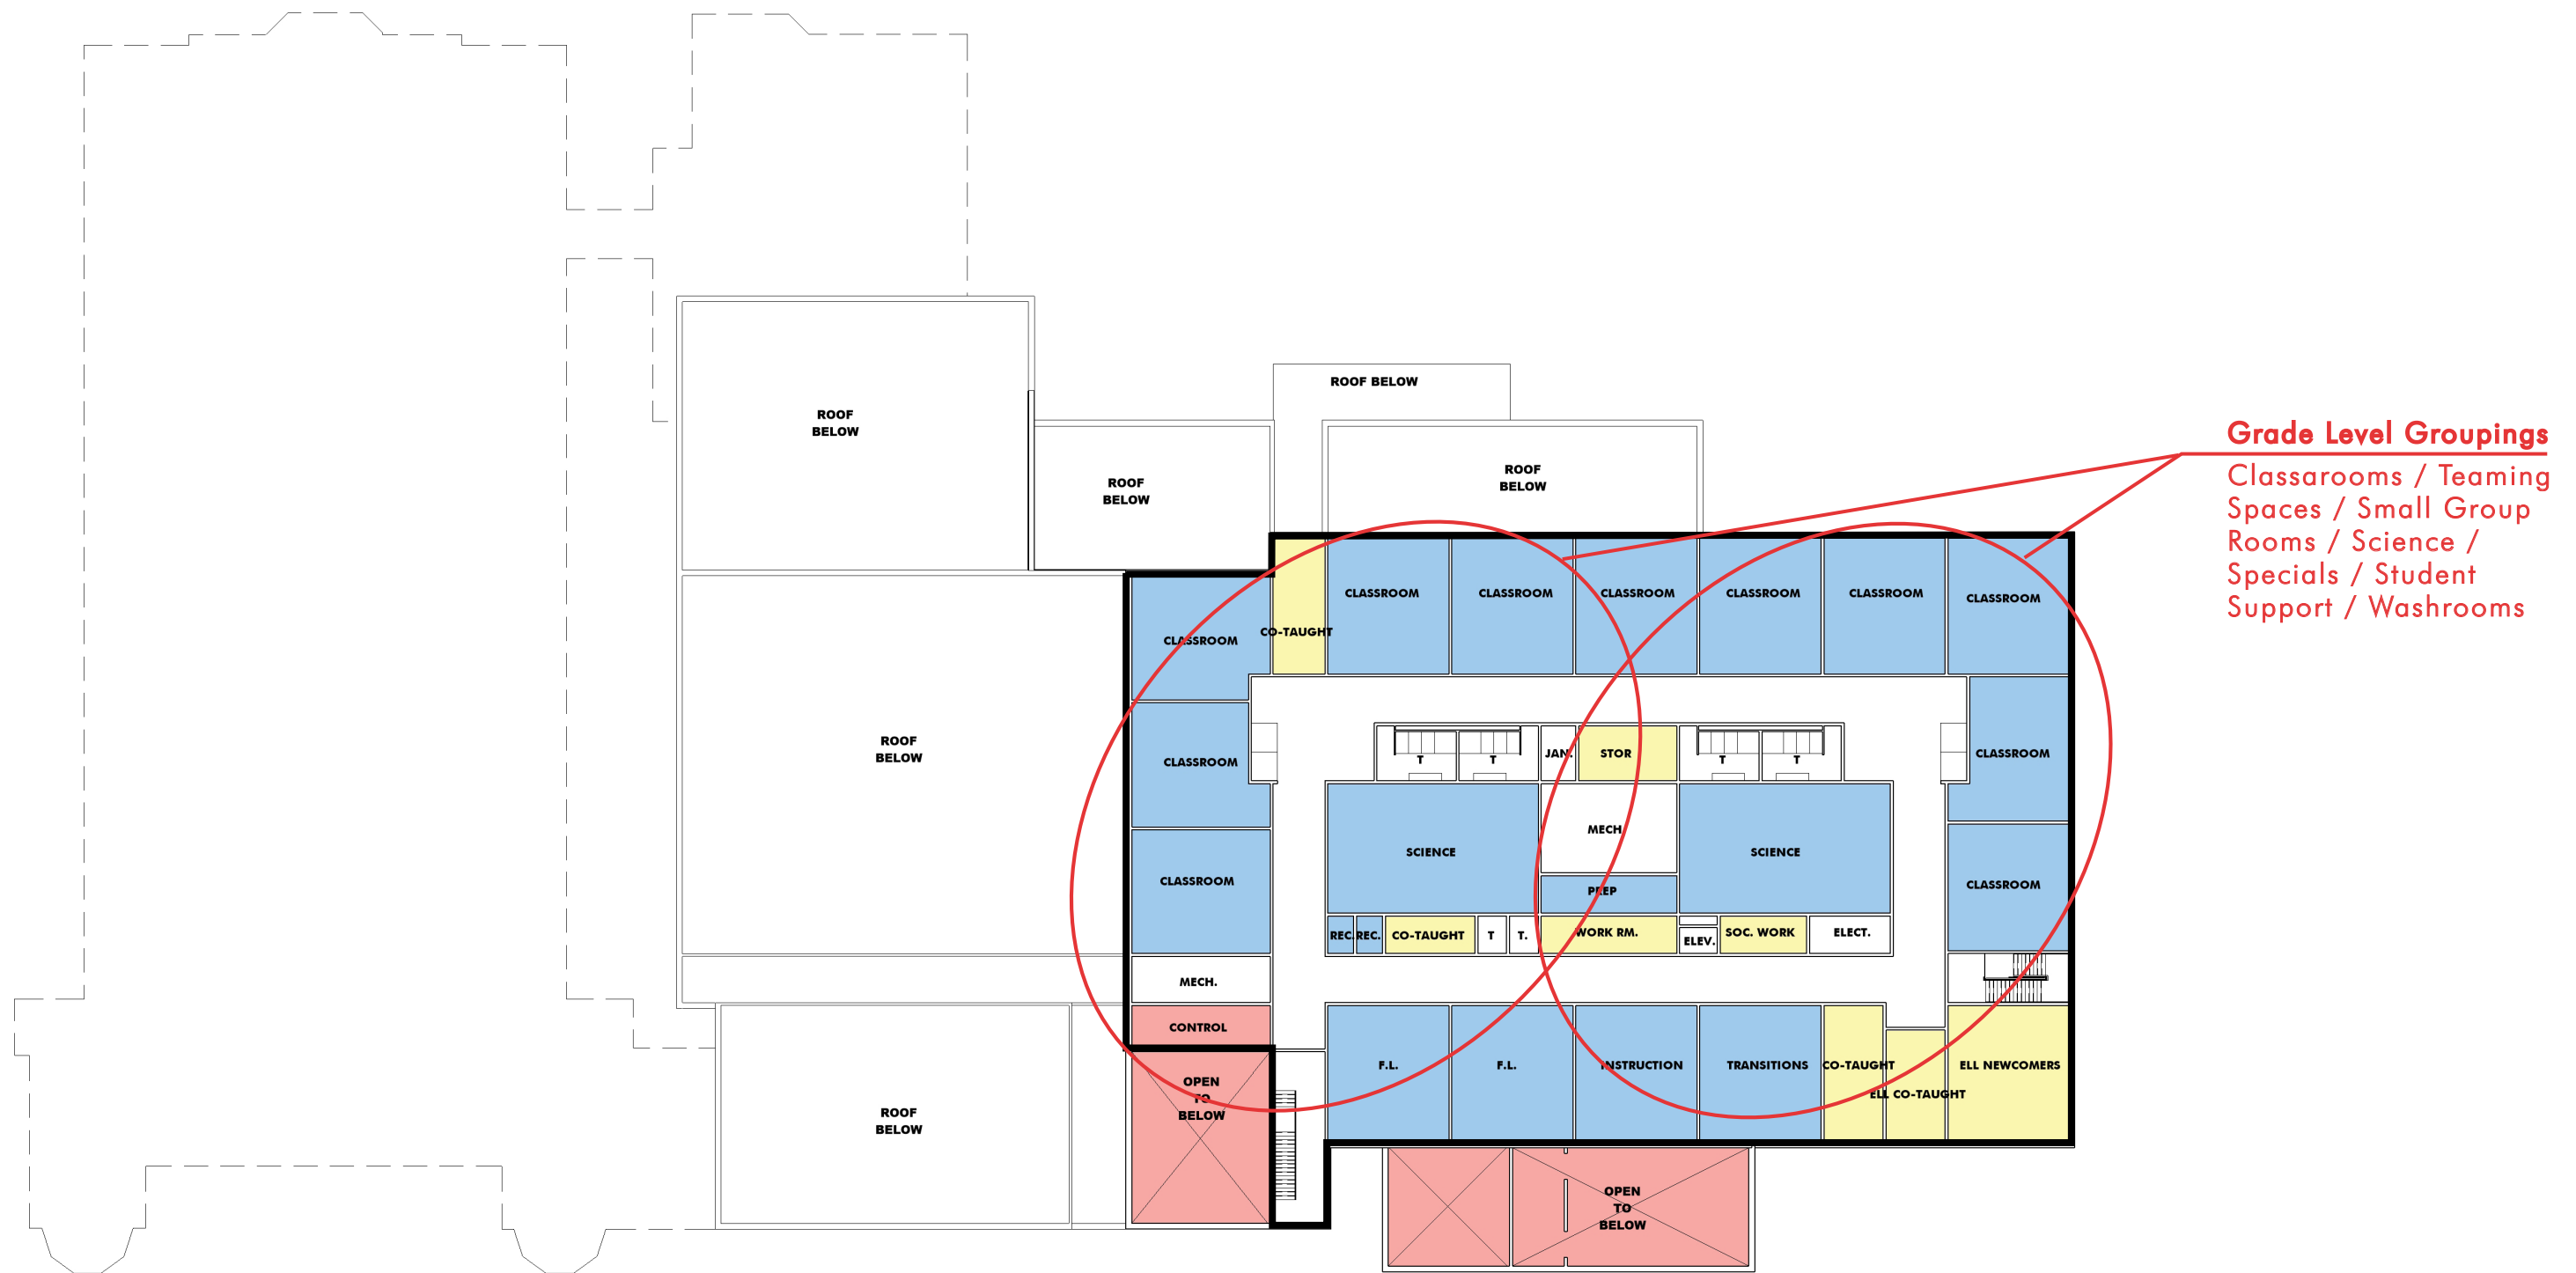 ROOF BELOW
ROOF
BELOW
Grade Level Groupings
Classarooms / Teaming
Spaces / Small Group
Rooms / Science /
Specials / Student
Support / Washrooms
ROOF
BELOW
ROOF
BELOW
CLASSROOM
CLASSROOM
CLASSROOM
CLASSROOM
CLASSROOM
CLASSROOM
CO-TAUGHT
CLASSROOM
ROOF
BELOW
CLASSROOM
T
T
JAN.
STOR
T
T
CLASSROOM
MECH
SCIENCE
SCIENCE
CLASSROOM
PREP
CLASSROOM
REC.
REC.
CO-TAUGHT
T
T.
WORK RM.
ELEV.
SOC. WORK
ELECT.
MECH.
CONTROL
F.L.
F.L.
INSTRUCTION
TRANSITIONS
CO-TAUGHT
ELL NEWCOMERS
ELL CO-TAUGHT
OPEN
TO
BELOW
ROOF
BELOW
OPEN
TO
BELOW